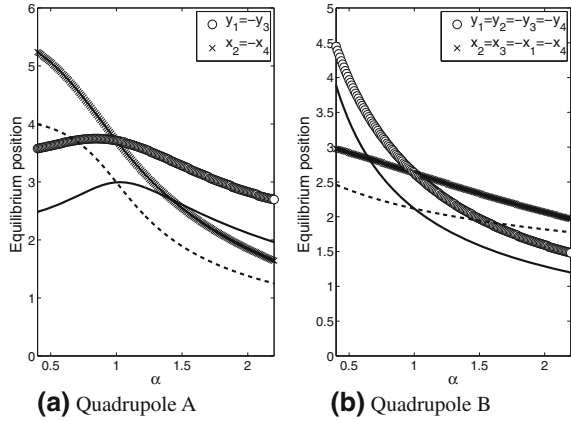 6
5
4
3
2
1
0
0.5
1
1.5
2
Equilibrium position
α
y₁=−y₃
x₂=−x₄
(a) Quadrupole A
5
4.5
4
3.5
3
2.5
2
1.5
1
0.5
0
0.5
1
1.5
2
Equilibrium position
α
y₁=y₂=−y₃=−y₄
x₂=x₃=−x₁=−x₄
(b) Quadrupole B